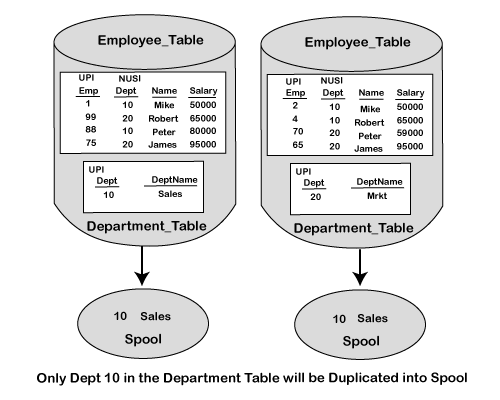 Employee_Table
UPI NUSI
Emp Dept Name Salary
1 10 Mike 50000
99 20 Robert 65000
88 10 Peter 80000
75 20 James 95000
UPI
Dept DeptName
10 Sales
Department_Table
10 Sales
Spool
Employee_Table
UPI NUSI
Emp Dept Name Salary
2 10 Mike 50000
4 10 Robert 65000
70 20 Peter 59000
65 20 James 95000
UPI
Dept DeptName
20 Mrkt
Department_Table
10 Sales
Spool
Only Dept 10 in the Department Table will be Duplicated into Spool